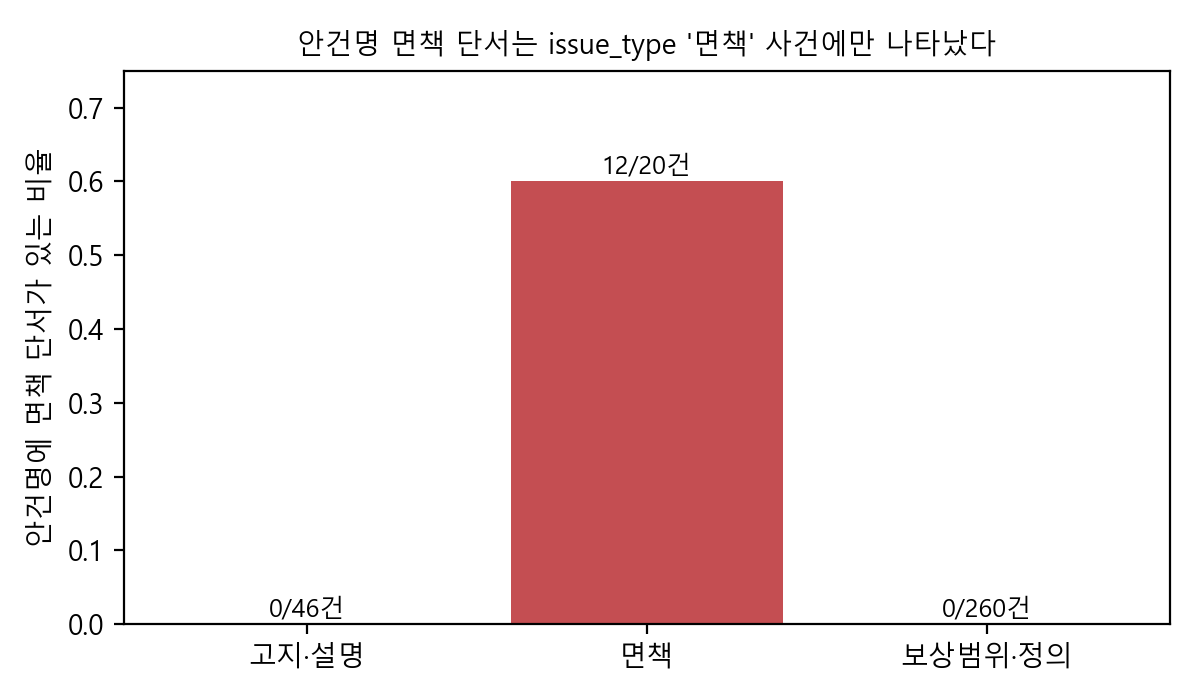 안건명 면책 단서는 issue_type '면책' 사건에만 나타났다
안건명에 면책 단서가 있는 비율
0.7
0.6
0.5
0.4
0.3
0.2
0.1
0.0
0/46건
12/20건
0/260건
고지·설명
면책
보상범위·정의